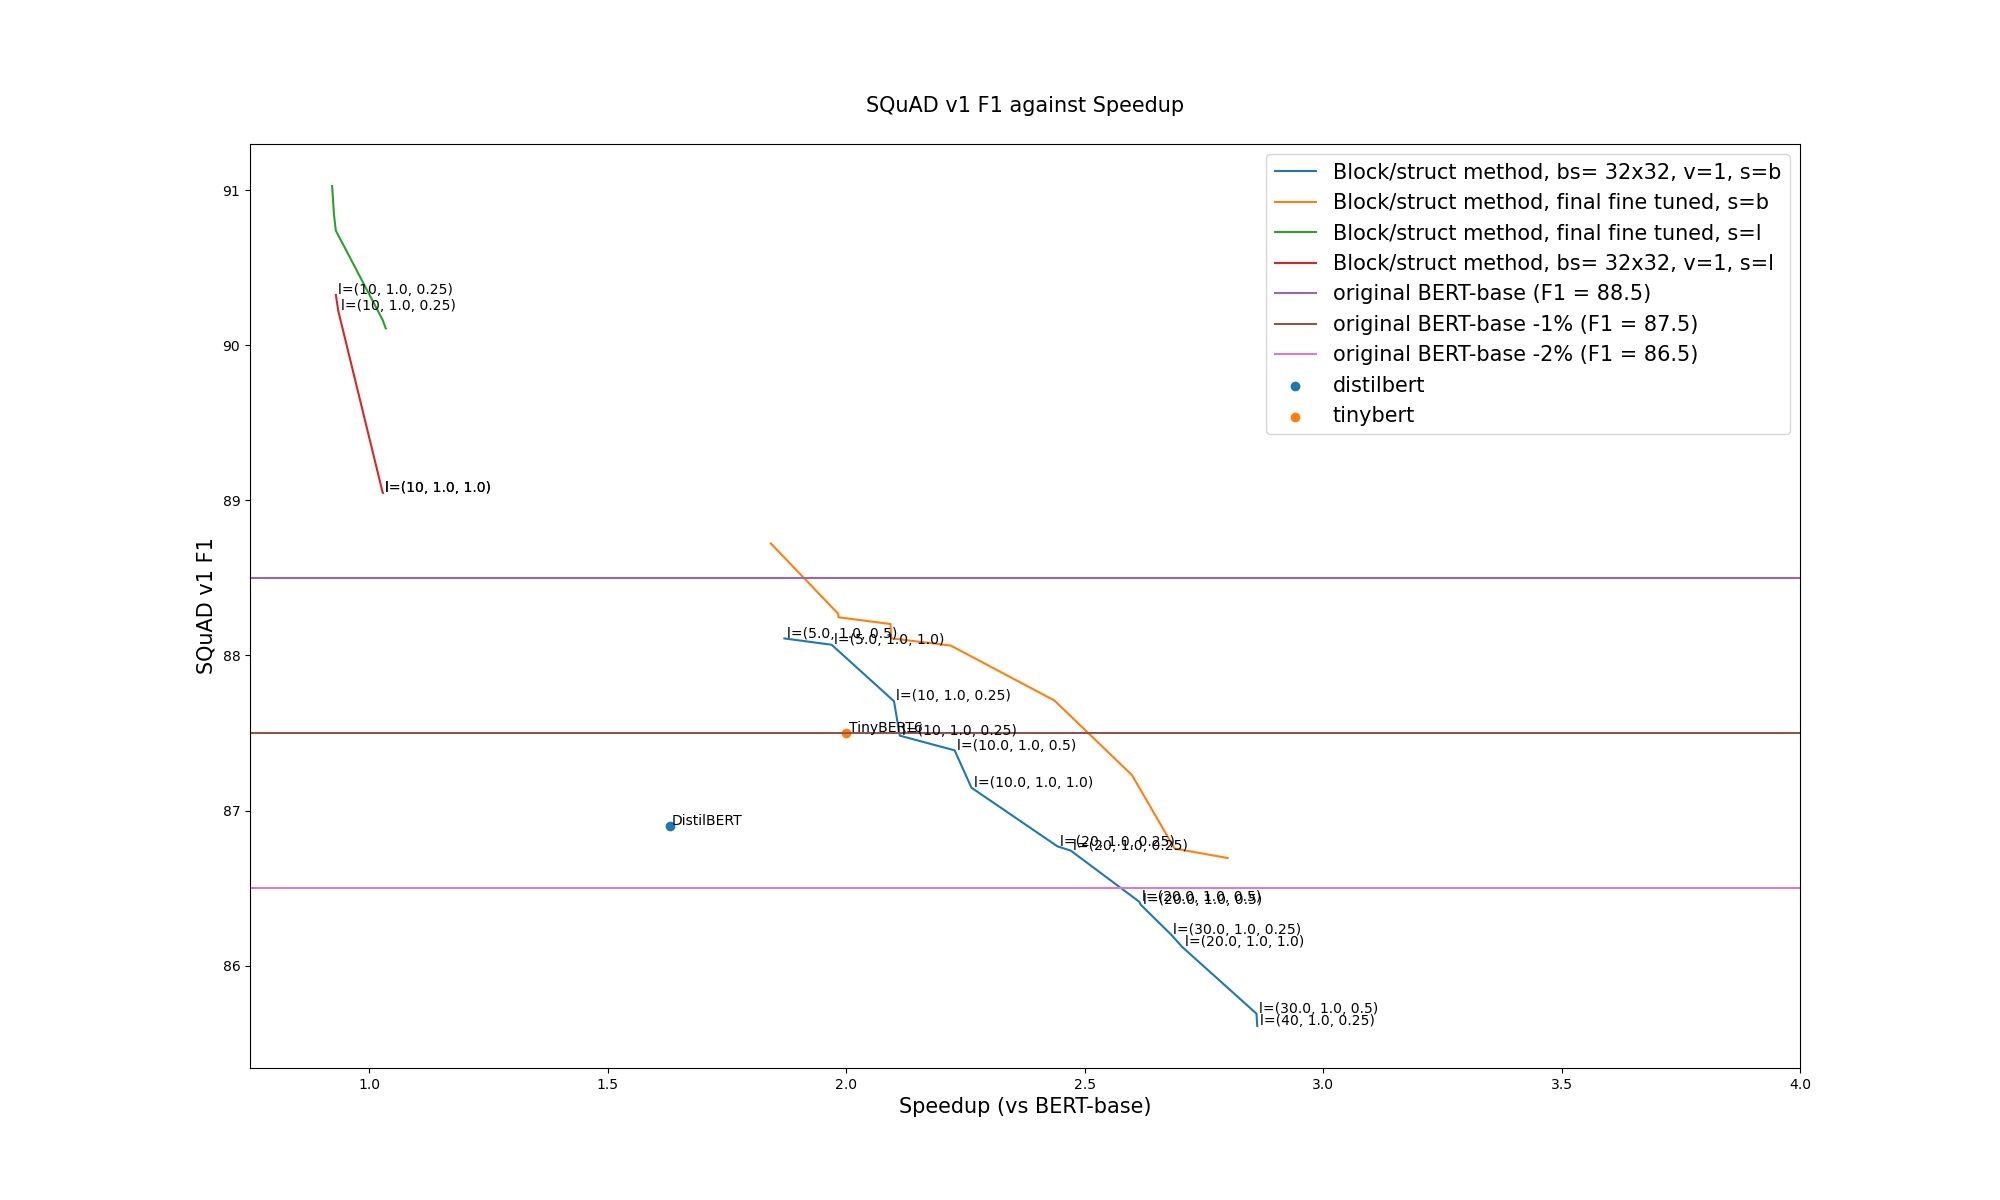 SQuAD v1 F1 against Speedup
Block/struct method, bs= 32x32, v=1, s=b
Block/struct method, final fine tuned, s=b
Block/struct method, final fine tuned, s=l
Block/struct method, bs= 32x32, v=1, s=l
original BERT-base (F1 = 88.5)
original BERT-base -1% (F1 = 87.5)
original BERT-base -2% (F1 = 86.5)
distilbert
tinybert
SQuAD v1 F1
91
90
89
88
87
86
l=(10, 1.0, 0.25)
l=(10, 1.0, 0.25)
l=(10, 1.0, 1.0)
l=(5.0, 1.0, 0.5)
l=(5.0, 1.0, 1.0)
l=(10, 1.0, 0.25)
TinyBERT6
l=(10, 1.0, 0.25)
l=(10.0, 1.0, 0.5)
l=(10.0, 1.0, 1.0)
DistilBERT
l=(20, 1.0, 0.25)
l=(20, 1.0, 0.25)
l=(20.0, 1.0, 0.5)
l=(20.0, 1.0, 0.5)
l=(30.0, 1.0, 0.25)
l=(20.0, 1.0, 1.0)
l=(30.0, 1.0, 0.5)
l=(40, 1.0, 0.25)
1.0 1.5 2.0 2.5 3.0 3.5 4.0
Speedup (vs BERT-base)